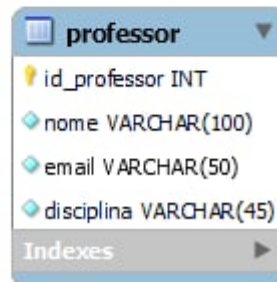 professor
id_professor INT
nome VARCHAR(100)
email VARCHAR(50)
disciplina VARCHAR(45)
Indexes